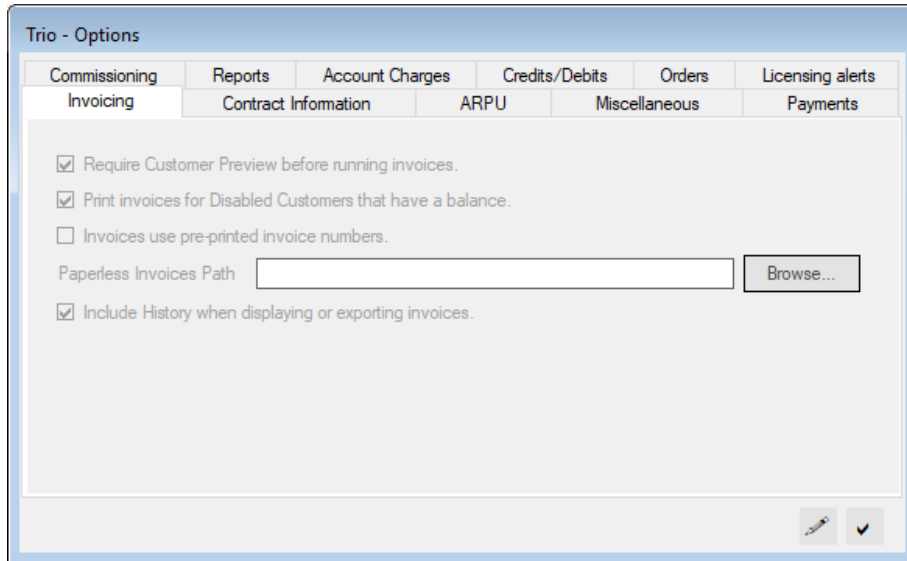 Trio - Options
Commissioning Reports Account Charges Credits/Debits Orders Licensing alerts
Invoicing Contract Information ARPU Miscellaneous Payments
Require Customer Preview before running invoices.
Print invoices for Disabled Customers that have a balance.
Invoices use pre-printed invoice numbers.
Paperless Invoices Path Browse...
Include History when displaying or exporting invoices.